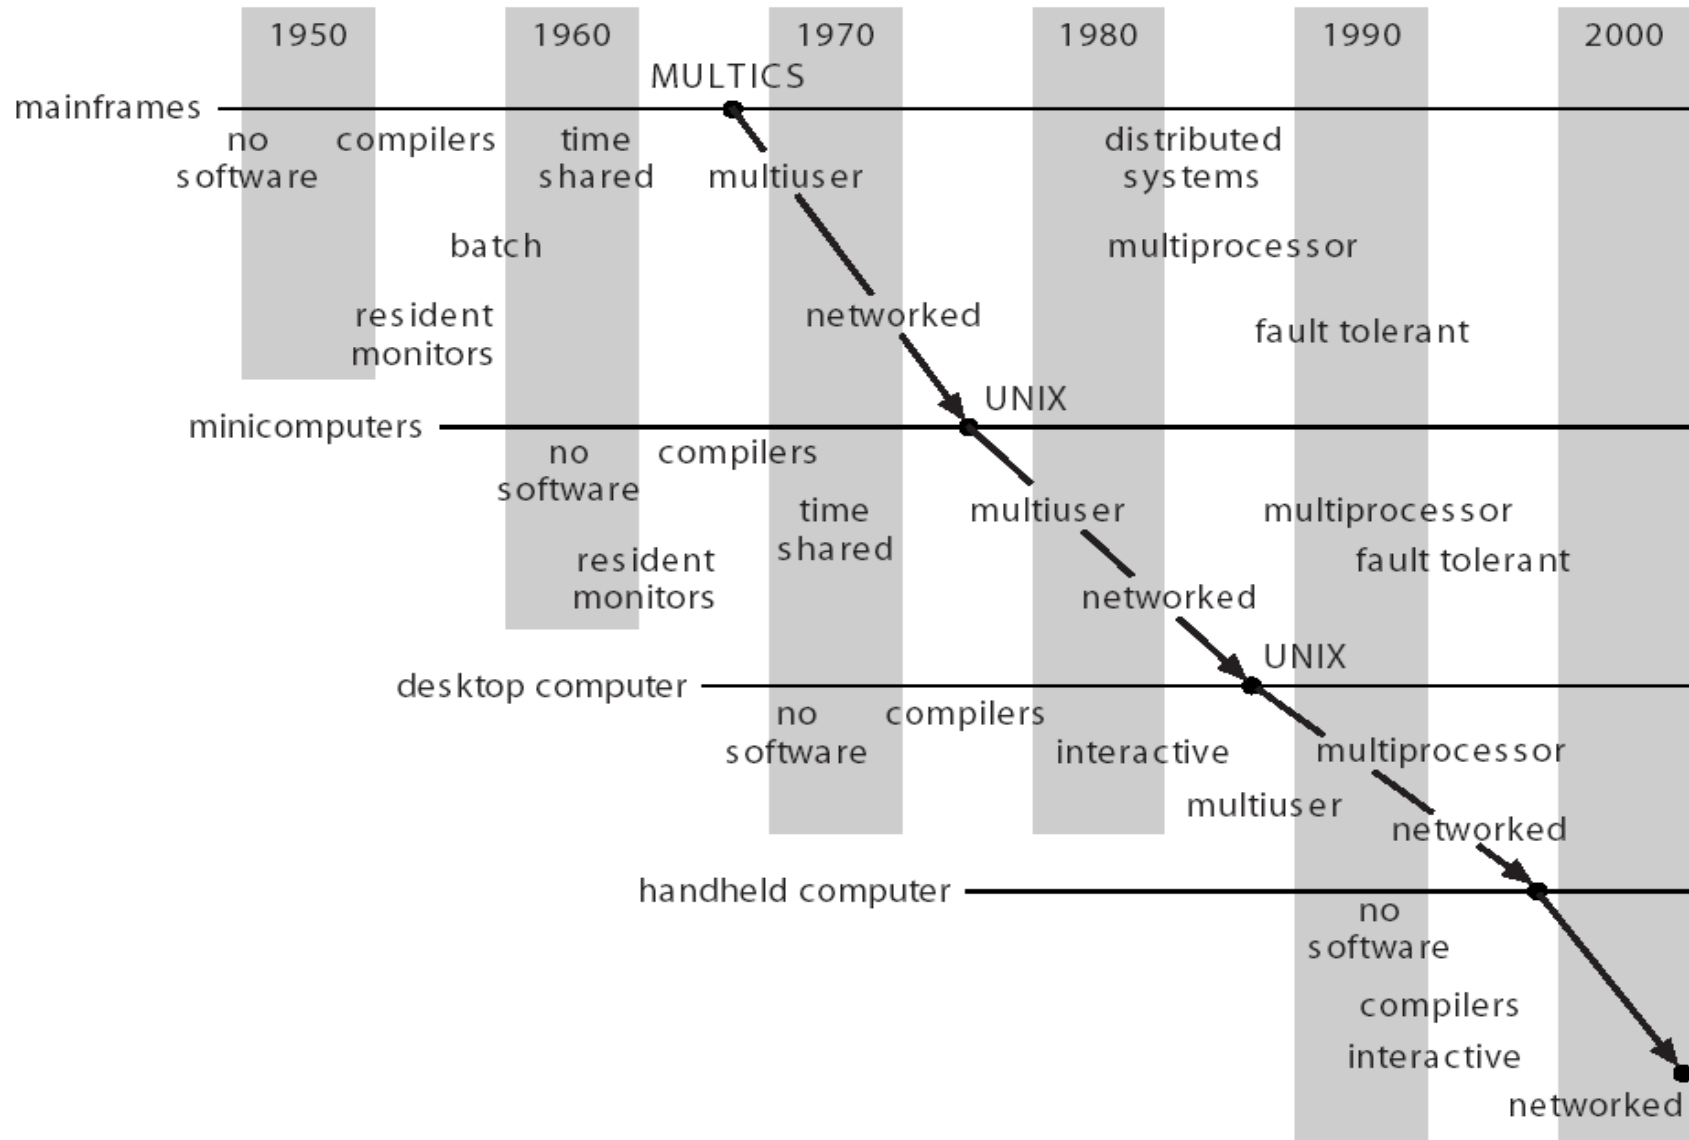 1950 1960 1970 1980 1990 2000
MULTICS
mainframes
no compilers time distributed
software shared multiuser systems
batch multiprocessor
resident networked fault tolerant
monitors
UNIX
minicomputers
no compilers
software
time multiuser multiprocessor
shared
resident fault tolerant
monitors networked
UNIX
desktop computer
no compilers
software interactive multiprocessor
multiuser
networked
handheld computer
no
software
compilers
interactive
networked